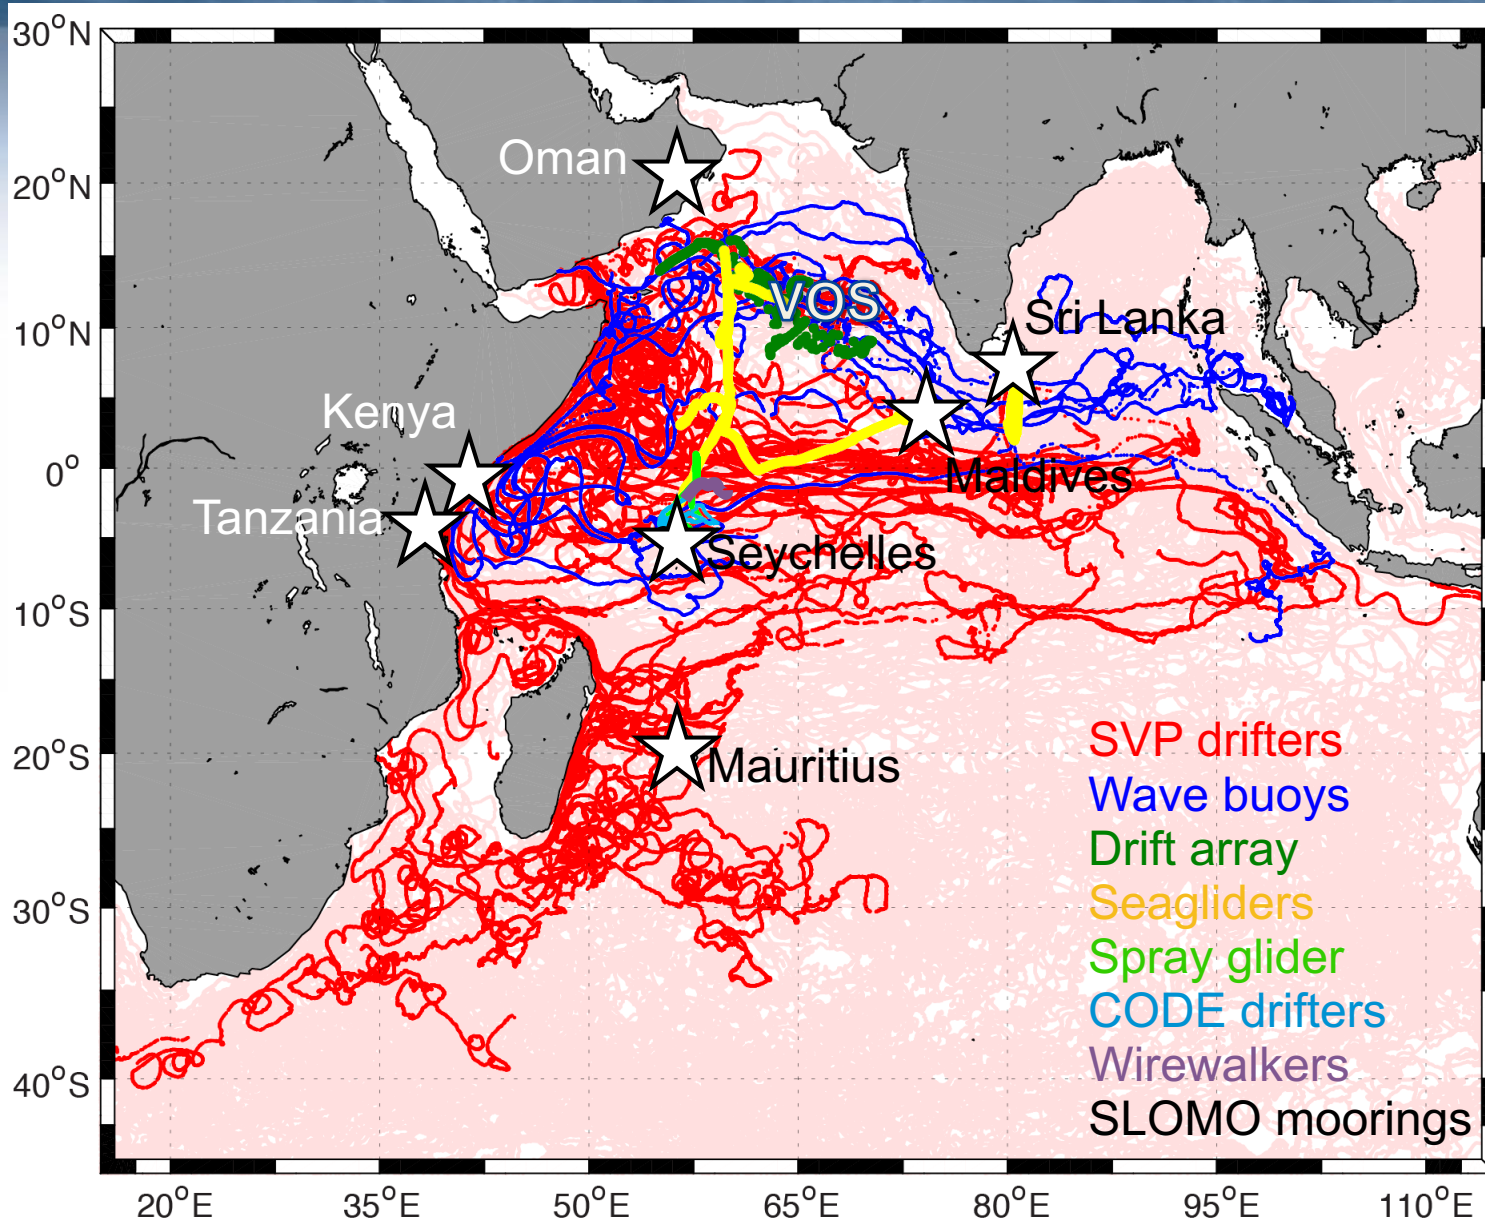 30°N
Oman
20°N
VOS
10°N
Sri Lanka
Kenya
0°
Maldives
Tanzania
Seychelles
10°S
SVP drifters
20°S
Mauritius
Wave buoys
Drift array
30°S
Seagliders
Spray glider
CODE drifters
Wirewalkers
40°S
SLOMO moorings
20°E 35°E 50°E 65°E 80°E 95°E 110°E